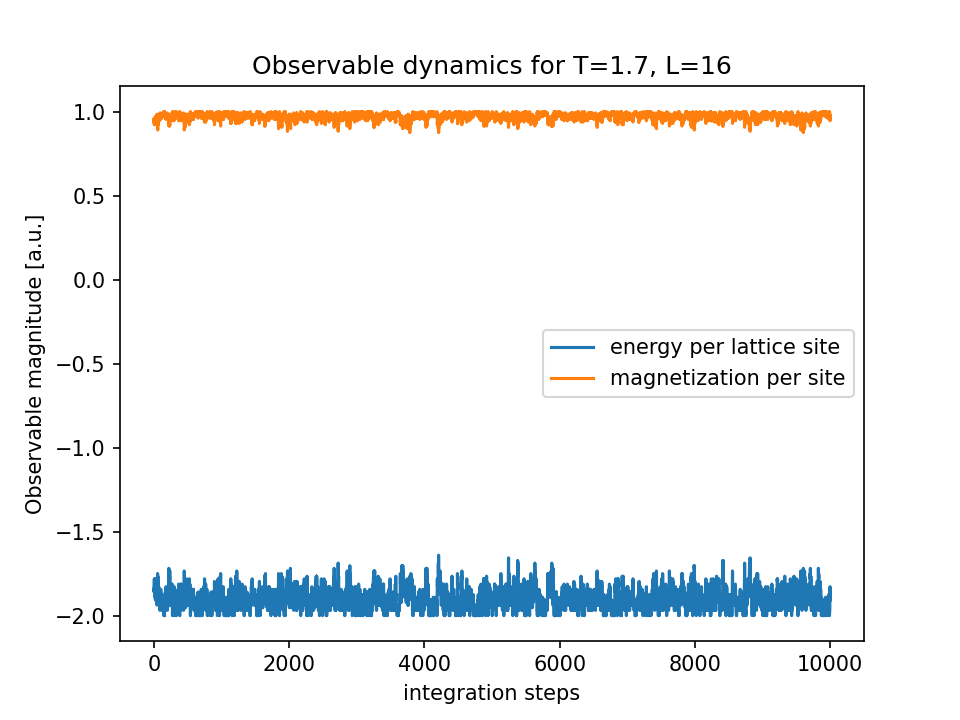 Observable dynamics for T=1.7, L=16
Observable magnitude [a.u.]
1.0
0.5
0.0
−0.5
−1.0
−1.5
−2.0
energy per lattice site
magnetization per site
0 2000 4000 6000 8000 10000
integration steps